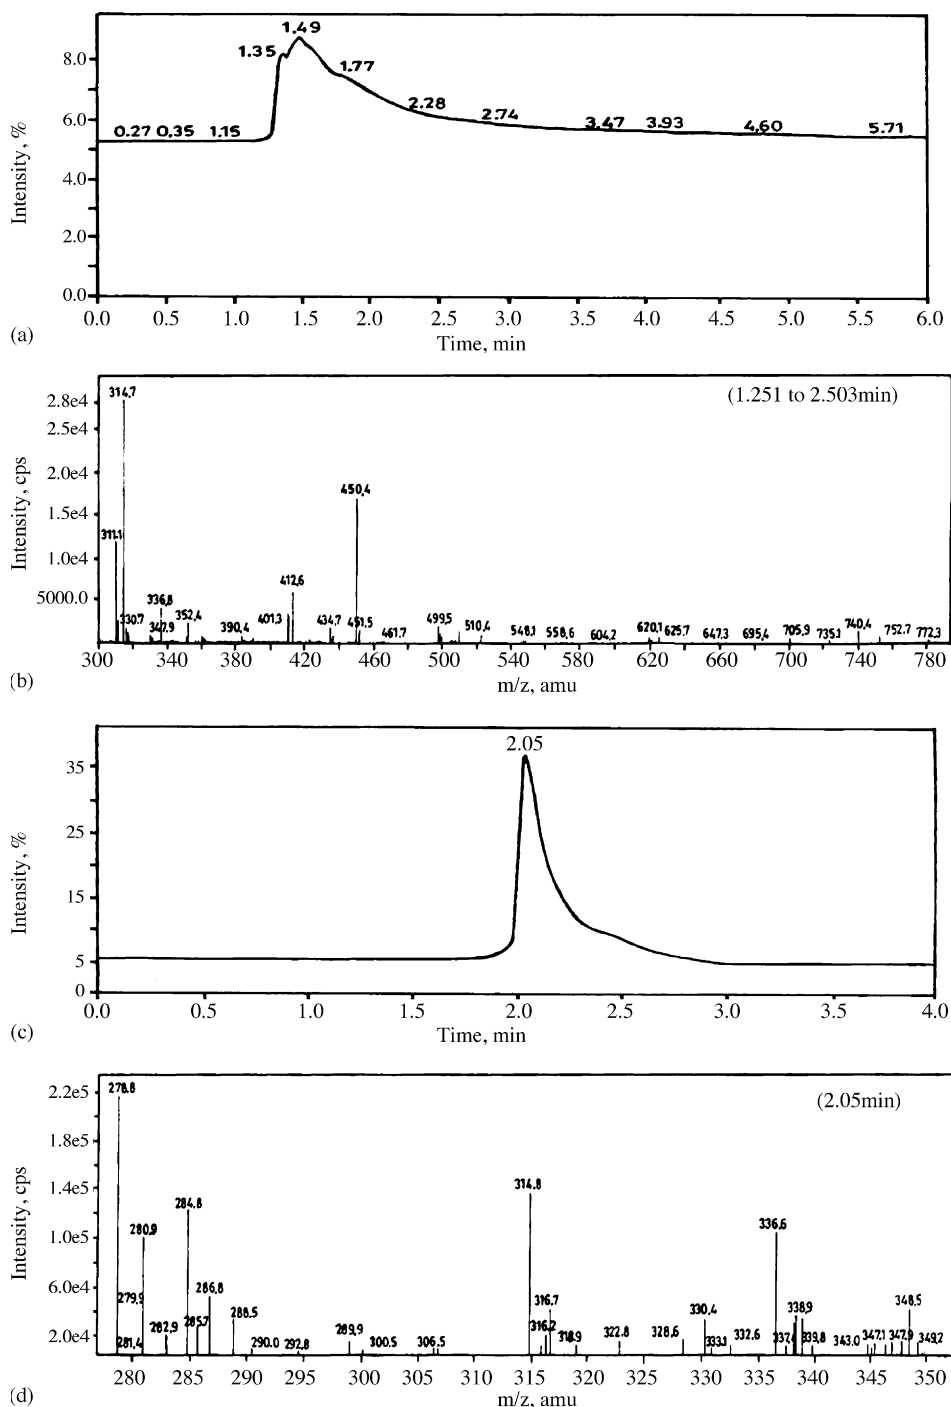 1.49
1.35
1.77
2.28
2.74
0.27 0.35 1.15
3.47 3.93 4.60 5.71
8.0
6.0
4.0
2.0
0.0
Intensity, %
0.0 0.5 1.0 1.5 2.0 2.5 3.0 3.5 4.0 4.5 5.0 5.5 6.0
(a)
Time, min
(1.251 to 2.503min)
314.7
2.8e4
2.5e4
2.0e4
1.5e4
1.0e4
5000.0
Intensity, cps
450,4
311.1
412,6
336,8
330.7 347,9 352,4 390,4 401,3 434,7 451,5 461.7 499,5 510,4 548,1 558,6 604,2 620,1 625,7 647,3 695,4 705,9 735,1 740,4 752.7 772,3
300 340 380 420 460 500 540 580 620 660 700 740 780
(b)
m/z, amu
2.05
35
25
15
5
0
Intensity, %
0.0 0.5 1.0 1.5 2.0 2.5 3.0 3.5 4.0
(c)
Time, min
(2.05min)
2.2e5
1.8e5
1.4e5
1.0e5
6.0e4
2.0e4
Intensity, cps
278.8
284.8
314.8
280,9
336,6
286,8
279,9
316.7
338,9
348,5
288,5
330,4
282,9 285,7 316,2
281,4 290.0 292,8 289,9 300,5 306,5 318,9 322,8 328,6 333,1 332,6 339,8 343,0 347,1 347,9 349,2
280 285 290 295 300 305 310 315 320 325 330 335 340 345 350
(d)
m/z, amu